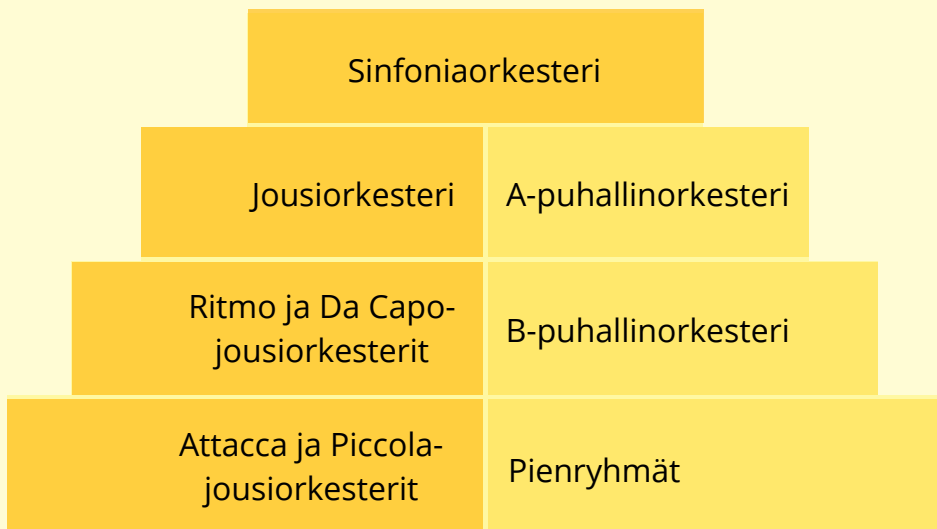 Sinfoniaorkesteri
Jousiorkesteri
A-puhallinorkesteri
Ritmo ja Da Capo-
jousiorkesterit
B-puhallinorkesteri
Attacca ja Piccola-
jousiorkesterit
Pienryhmät